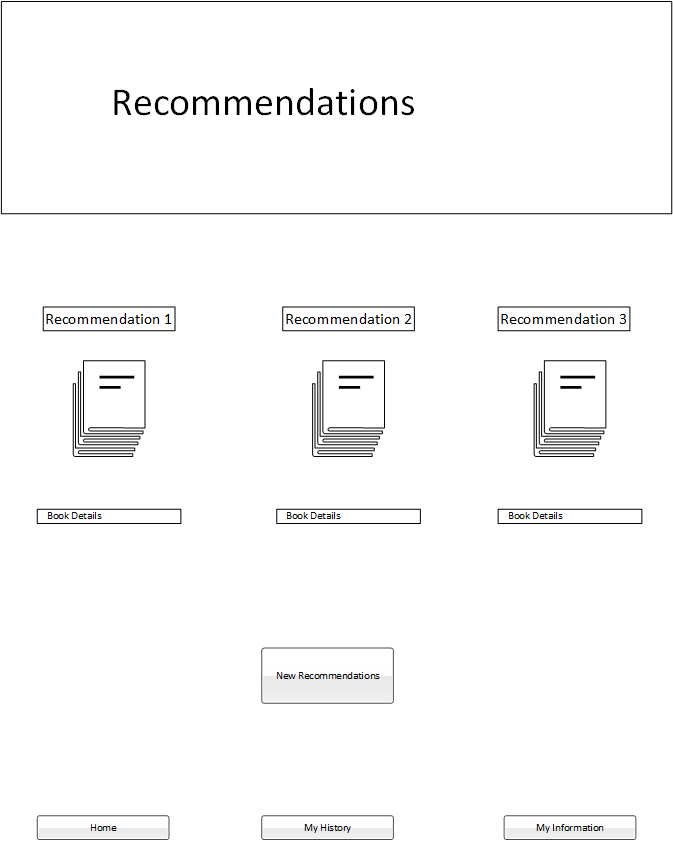 Recommendations
Recommendation 1
Recommendation 2
Recommendation 3
Book Details
Book Details
Book Details
New Recommendations
Home
My History
My Information